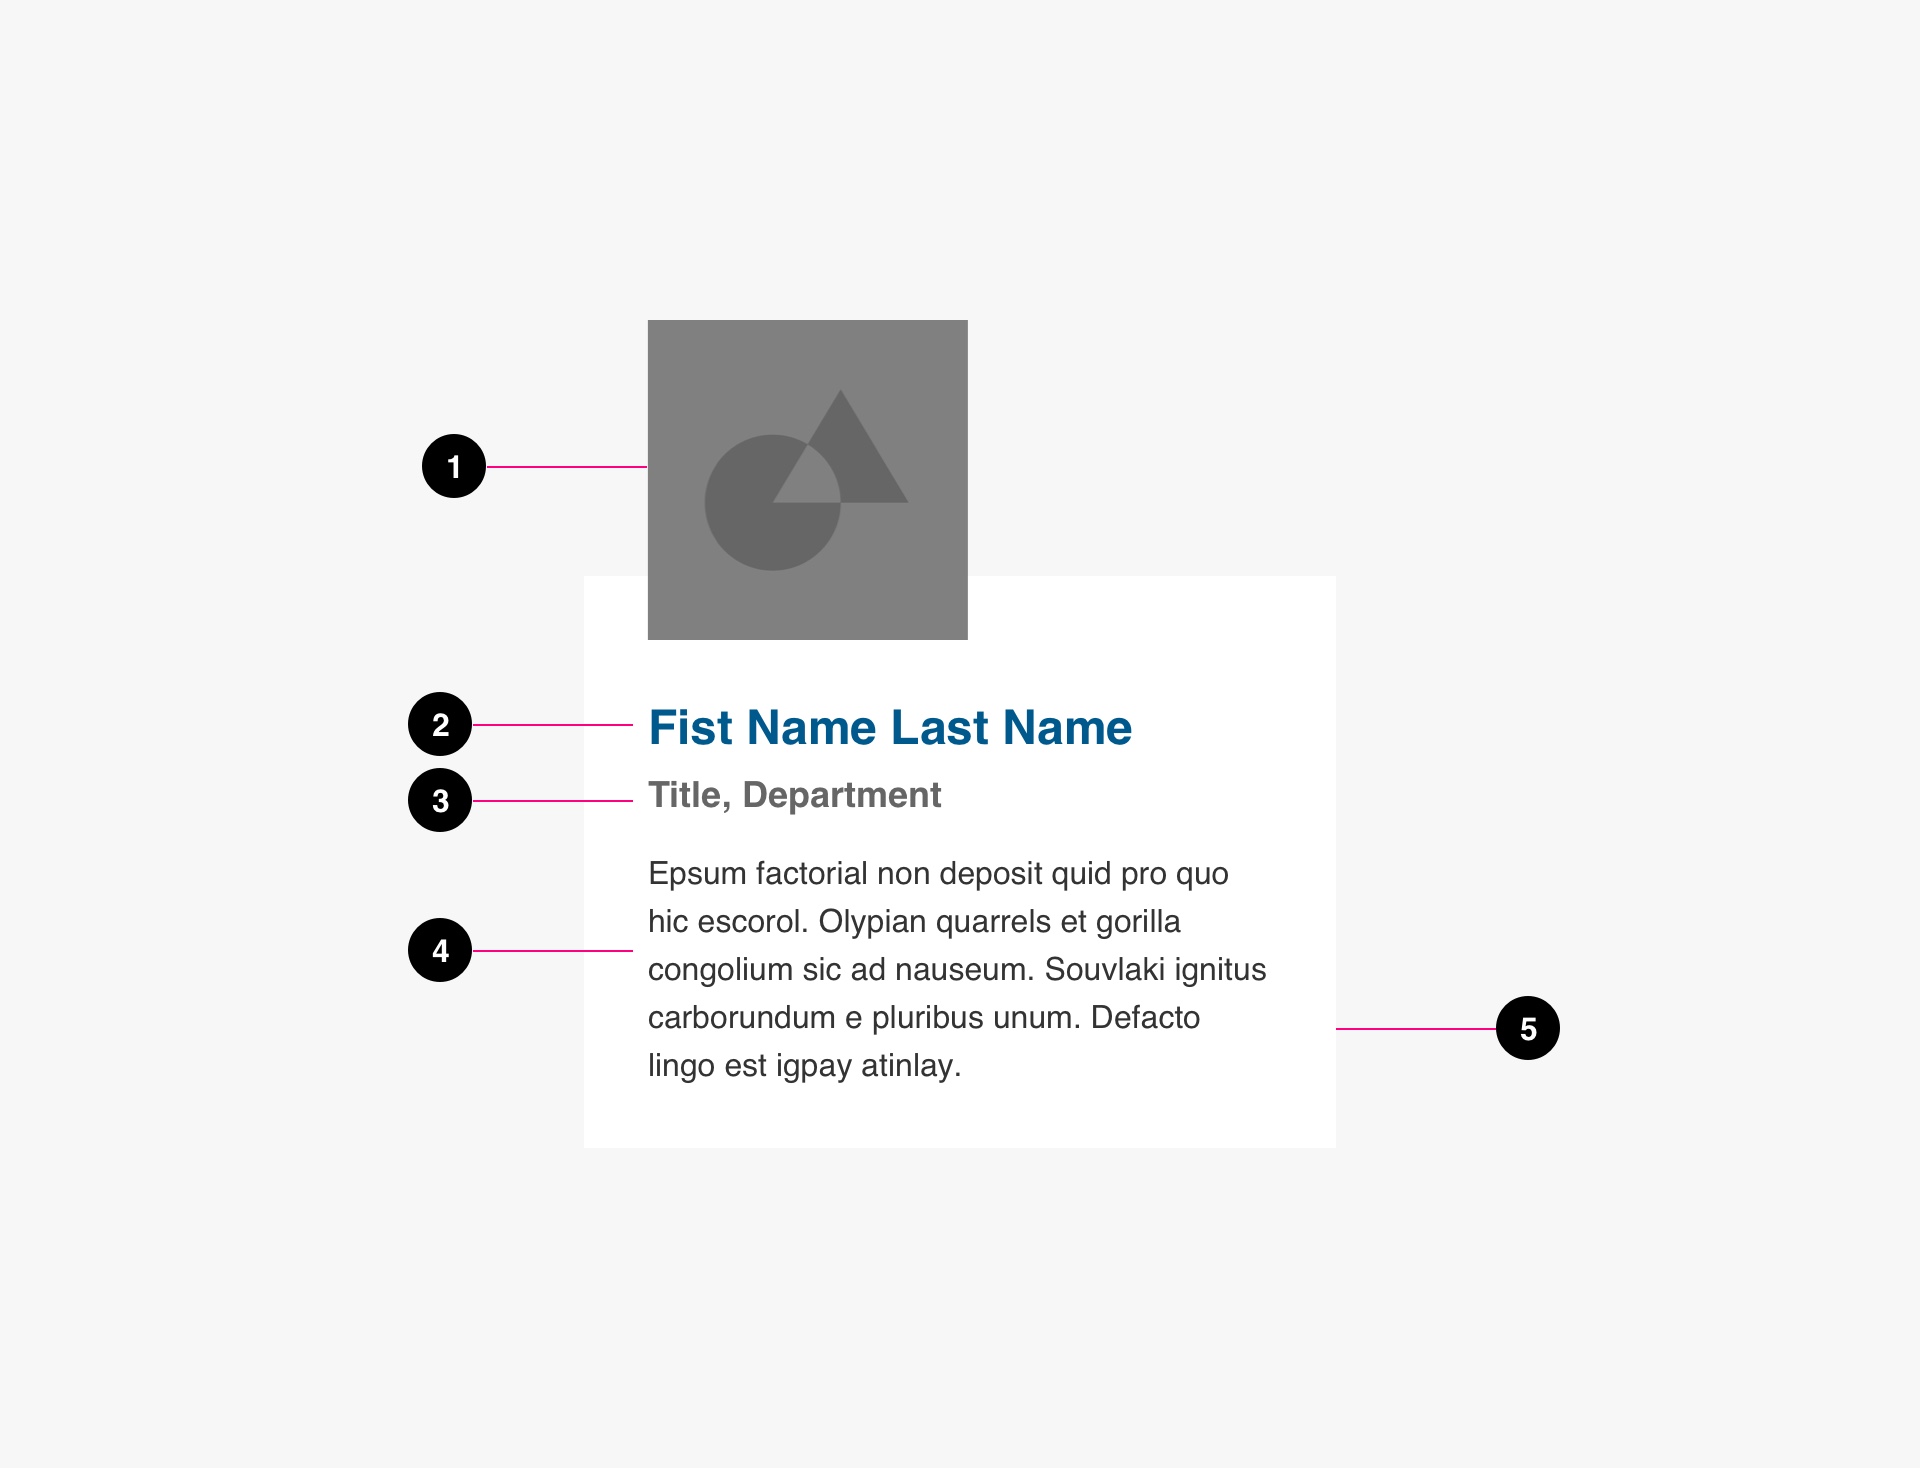 1
2
Fist Name Last Name
3
Title, Department
4
Epsum factorial non deposit quid pro quo
hic escorol. Olypian quarrels et gorilla
congolium sic ad nauseum. Souvlaki ignitus
carborundum e pluribus unum. Defacto
lingo est igpay atinlay.
5